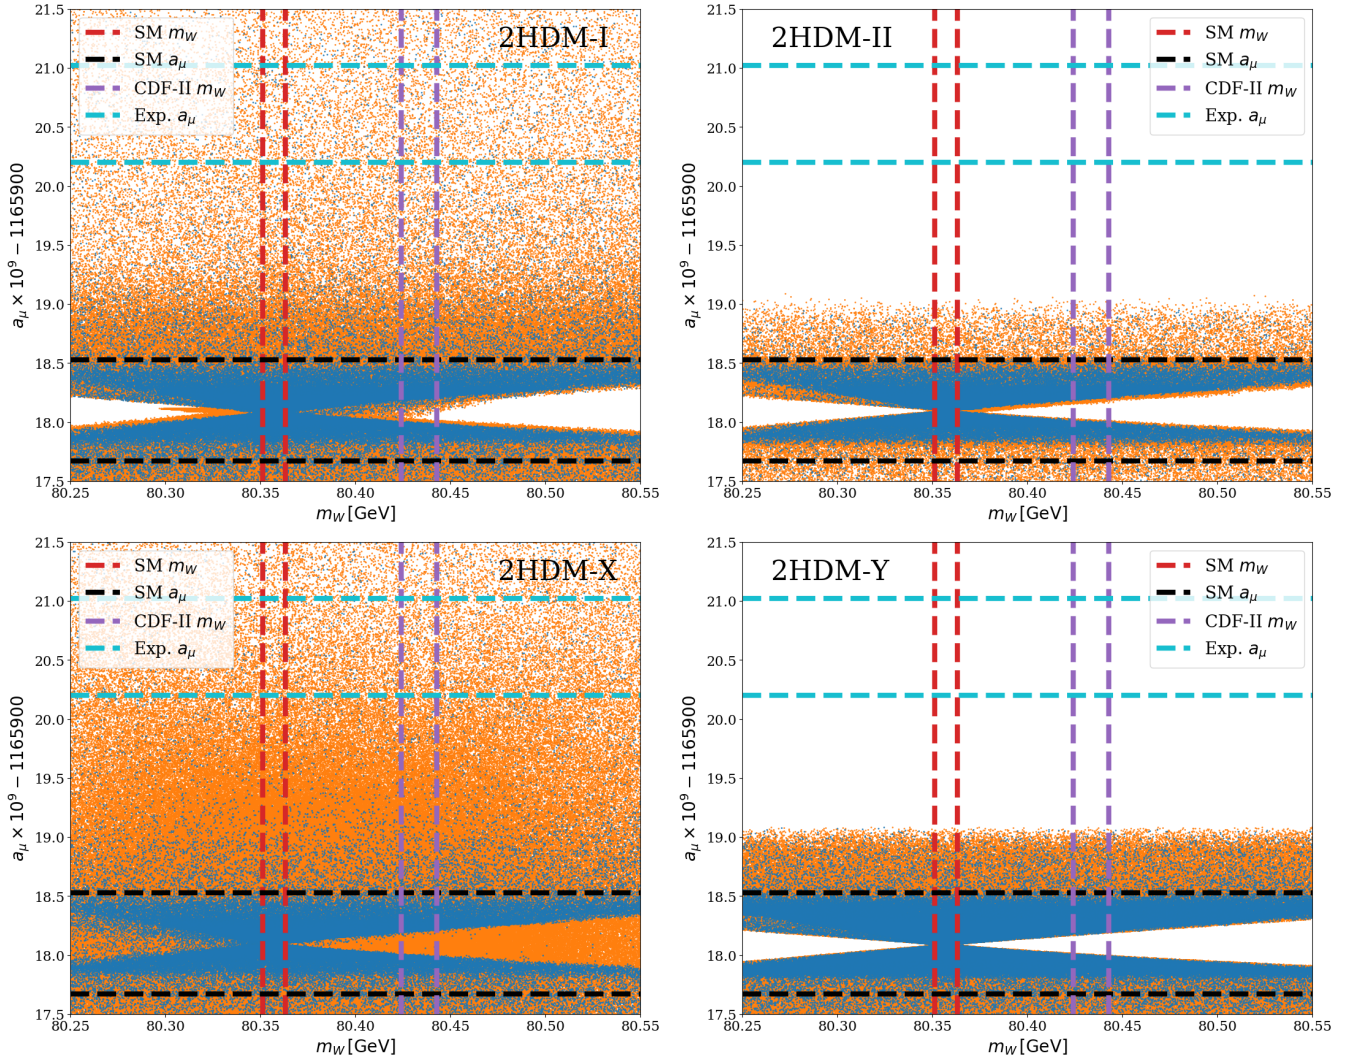 2HDM-I
SM m_W
SM a_μ
CDF-II m_W
Exp. a_μ
21.5
21.0
20.5
20.0
19.5
19.0
18.5
18.0
17.5
a_μ × 10^9 − 1165900
80.25 80.30 80.35 80.40 80.45 80.50 80.55
m_W [GeV]
2HDM-II
SM m_W
SM a_μ
CDF-II m_W
Exp. a_μ
21.5
21.0
20.5
20.0
19.5
19.0
18.5
18.0
17.5
a_μ × 10^9 − 1165900
80.25 80.30 80.35 80.40 80.45 80.50 80.55
m_W [GeV]
2HDM-X
SM m_W
SM a_μ
CDF-II m_W
Exp. a_μ
21.5
21.0
20.5
20.0
19.5
19.0
18.5
18.0
17.5
a_μ × 10^9 − 1165900
80.25 80.30 80.35 80.40 80.45 80.50 80.55
m_W [GeV]
2HDM-Y
SM m_W
SM a_μ
CDF-II m_W
Exp. a_μ
21.5
21.0
20.5
20.0
19.5
19.0
18.5
18.0
17.5
a_μ × 10^9 − 1165900
80.25 80.30 80.35 80.40 80.45 80.50 80.55
m_W [GeV]